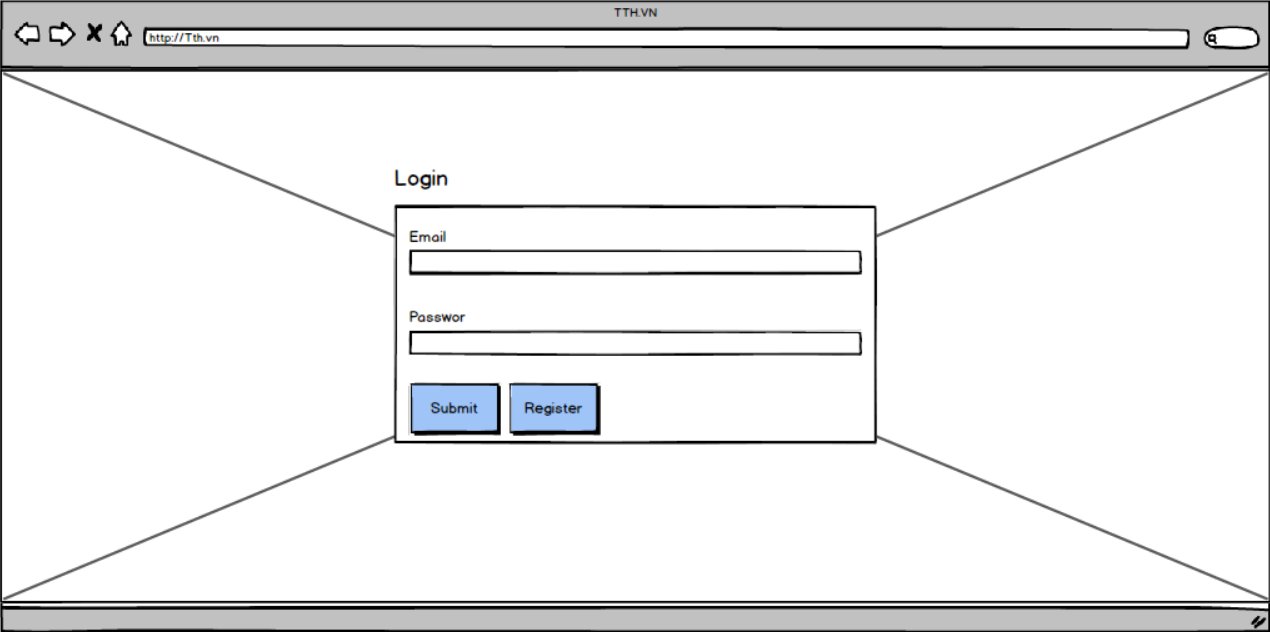 TTH.VN
http://Tth.vn
Login
Email
Passwor
Submit Register